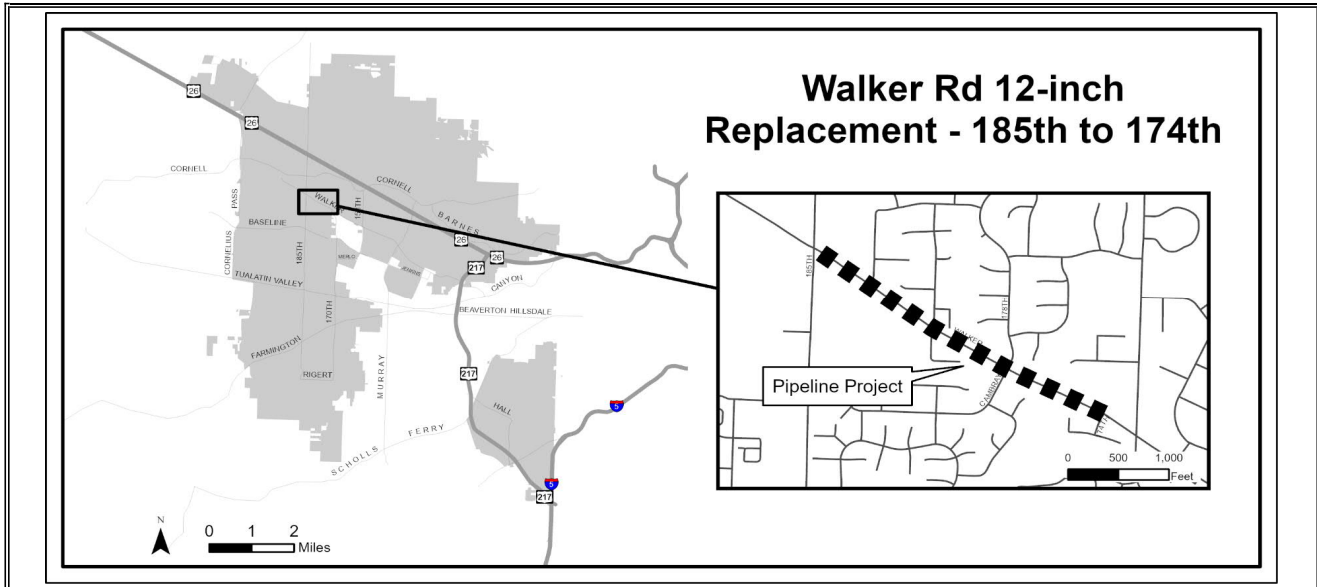 Walker Rd 12-inch
Replacement - 185th to 174th
26
26
CORNELL
CORNELL
WALKER
BARNES
PASS
BASELINE
26
26
217
185TH
MERLO
JENKINS
CANYON
CORNELIUS
TUALATIN VALLEY
170TH
BEAVERTON HILLSDALE
FARMINGTON
RIGERT
MURRAY
217
HALL
5
SCHOLLS FERRY
5
217
N
0 1 2
Miles
185TH
178TH
WALKER
Pipeline Project
0 500 1,000
Feet